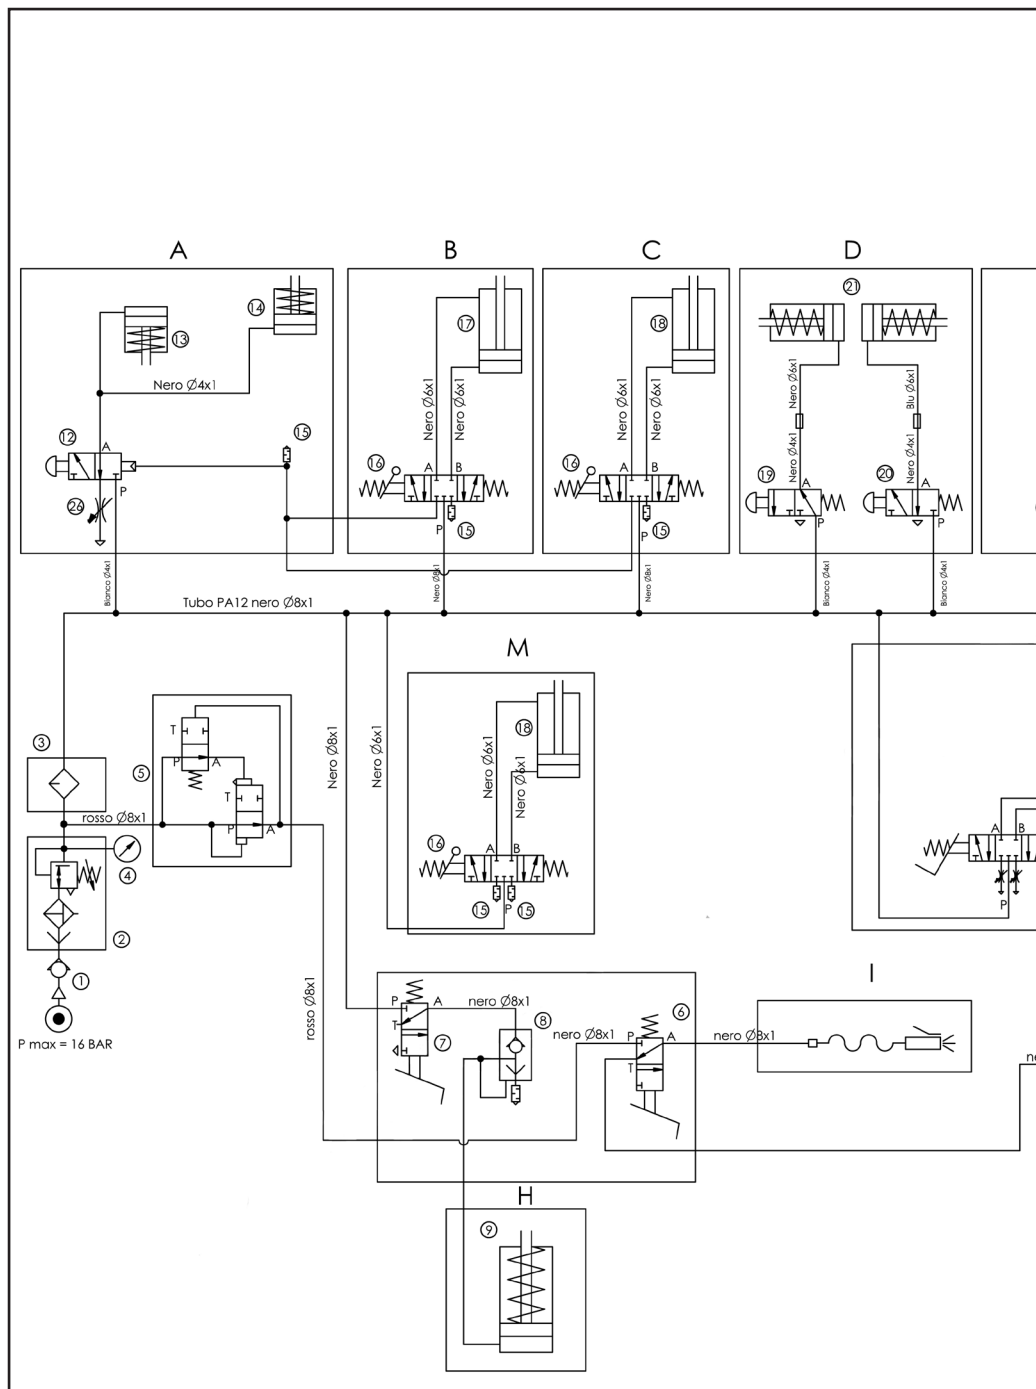 A
B
C
D
14
13
17
18
21
Nero Ø4x1
Nero Ø6x1
Nero Ø6x1
Nero Ø6x1
Nero Ø6x1
Nero Ø6x1
Blu Ø6x1
12
A
15
16
A
B
16
A
B
Nero Ø4x1
Nero Ø4x1
19
A
20
A
P
26
P
15
P
15
P
P
Bianco Ø4x1
Nero Ø8x1
Nero Ø8x1
Bianco Ø4x1
Bianco Ø4x1
Tubo PA12 nero Ø8x1
M
T
18
Nero Ø8x1
Nero Ø6x1
Nero Ø6x1
Nero Ø6x1
3
5
P
A
T
rosso Ø8x1
P
A
4
16
A
B
A
B
15
P
15
P
2
1
rosso Ø8x1
I
P
A
nero Ø8x1
8
6
T
7
nero Ø8x1
P
A
nero Ø8x1
T
P max = 16 BAR
H
9